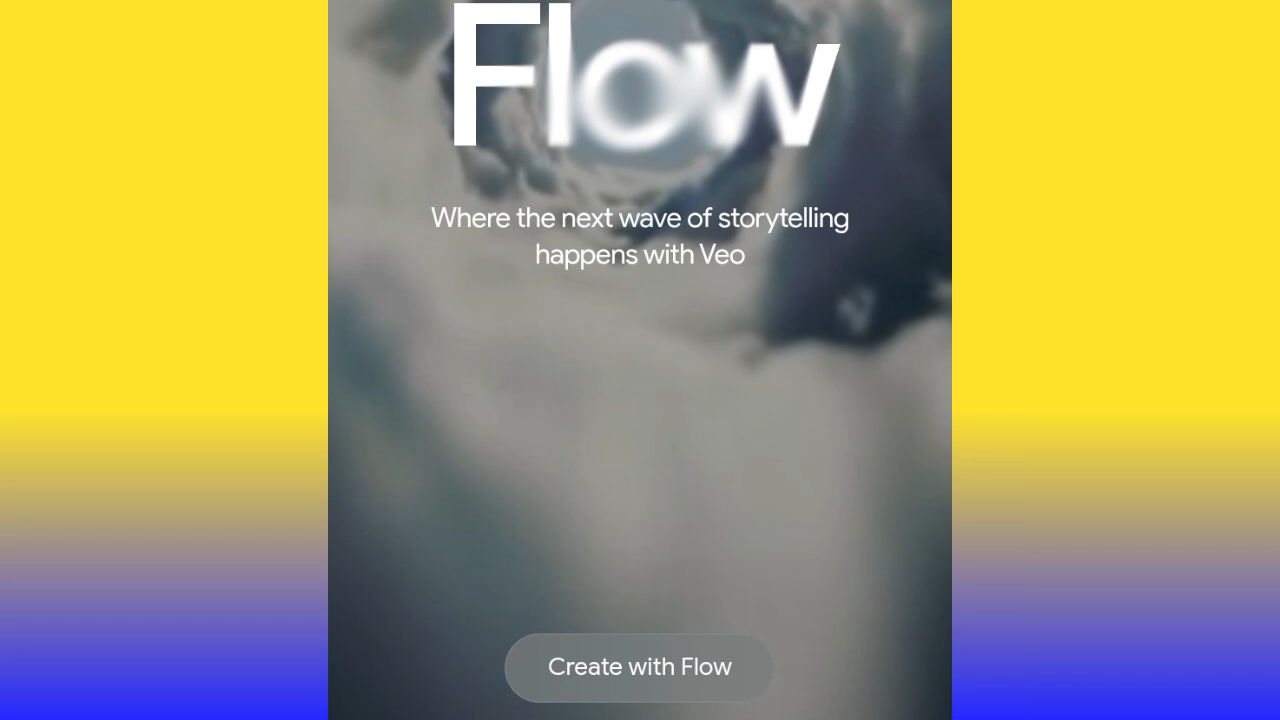 Flow
Where the next wave of storytelling
happens with Veo
Create with Flow